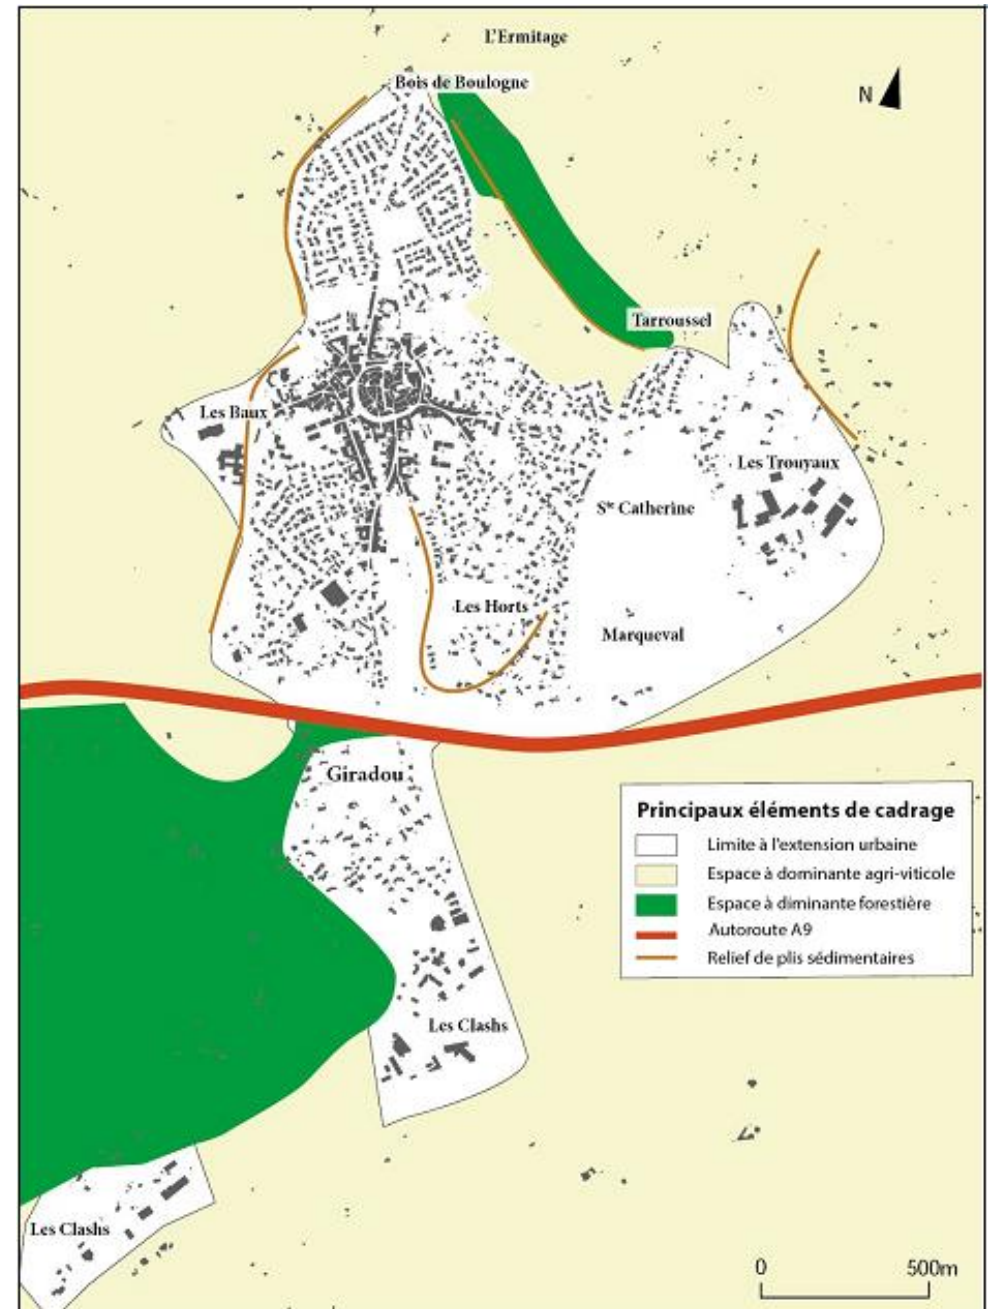 L'Ermitage
Bois de Boulogne
N
Tarroussel
Les Baux
Les Trouyaux
Ste Catherine
Les Horts
Marqueval
Giradou
Principaux éléments de cadrage
Limite à l'extension urbaine
Espace à dominante agri-viticole
Espace à diminante forestière
Autoroute A9
Relief de plis sédimentaires
Les Clashs
Les Clashs
0 500m